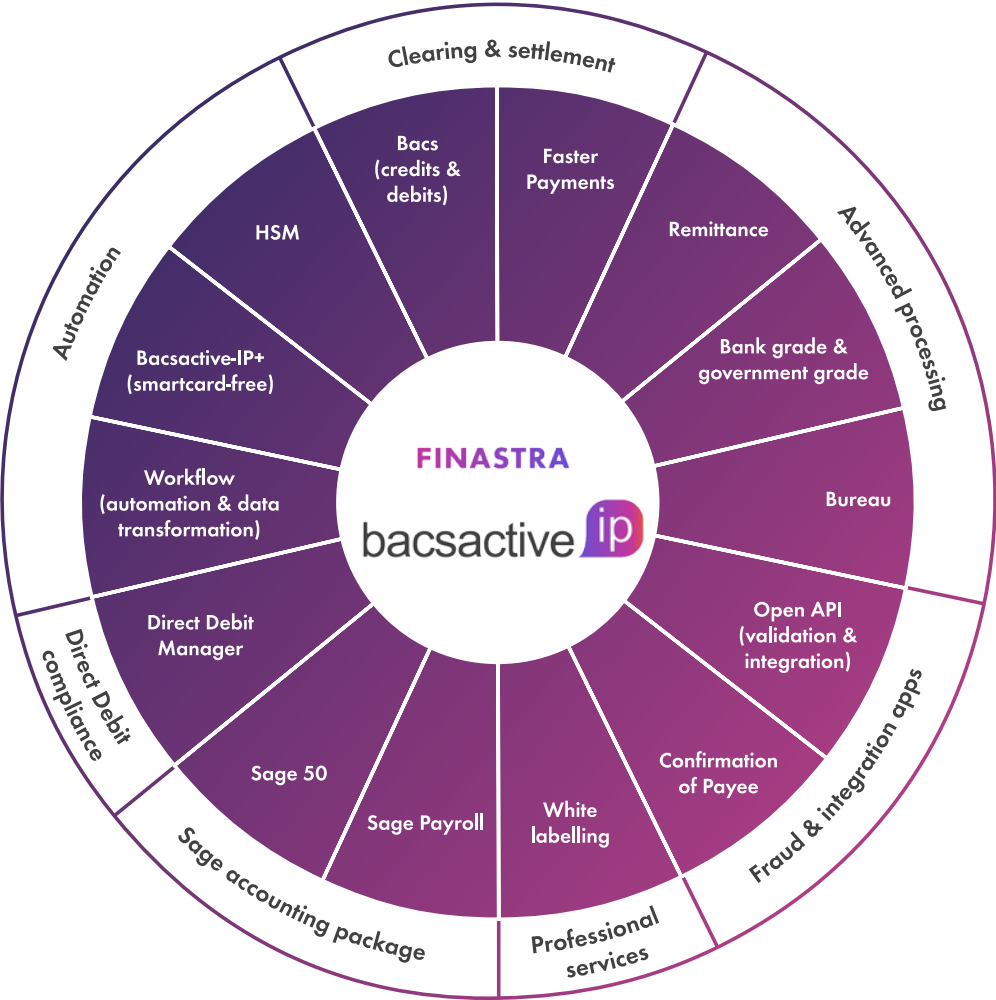 Clearing & settlement
Bacs
(credits &
debits)
Faster
Payments
Remittance
Advanced processing
Bank grade &
government grade
Bureau
Open API
(validation &
integration)
Fraud & integration apps
Confirmation
of Payee
White
labelling
Professional
services
Sage Payroll
Sage 50
Sage accounting package
Direct Debit
Manager
Direct Debit
compliance
Workflow
(automation & data
transformation)
Bacsactive-IP+
(smartcard-free)
HSM
Automation
FINASTRA
bacsactive ip